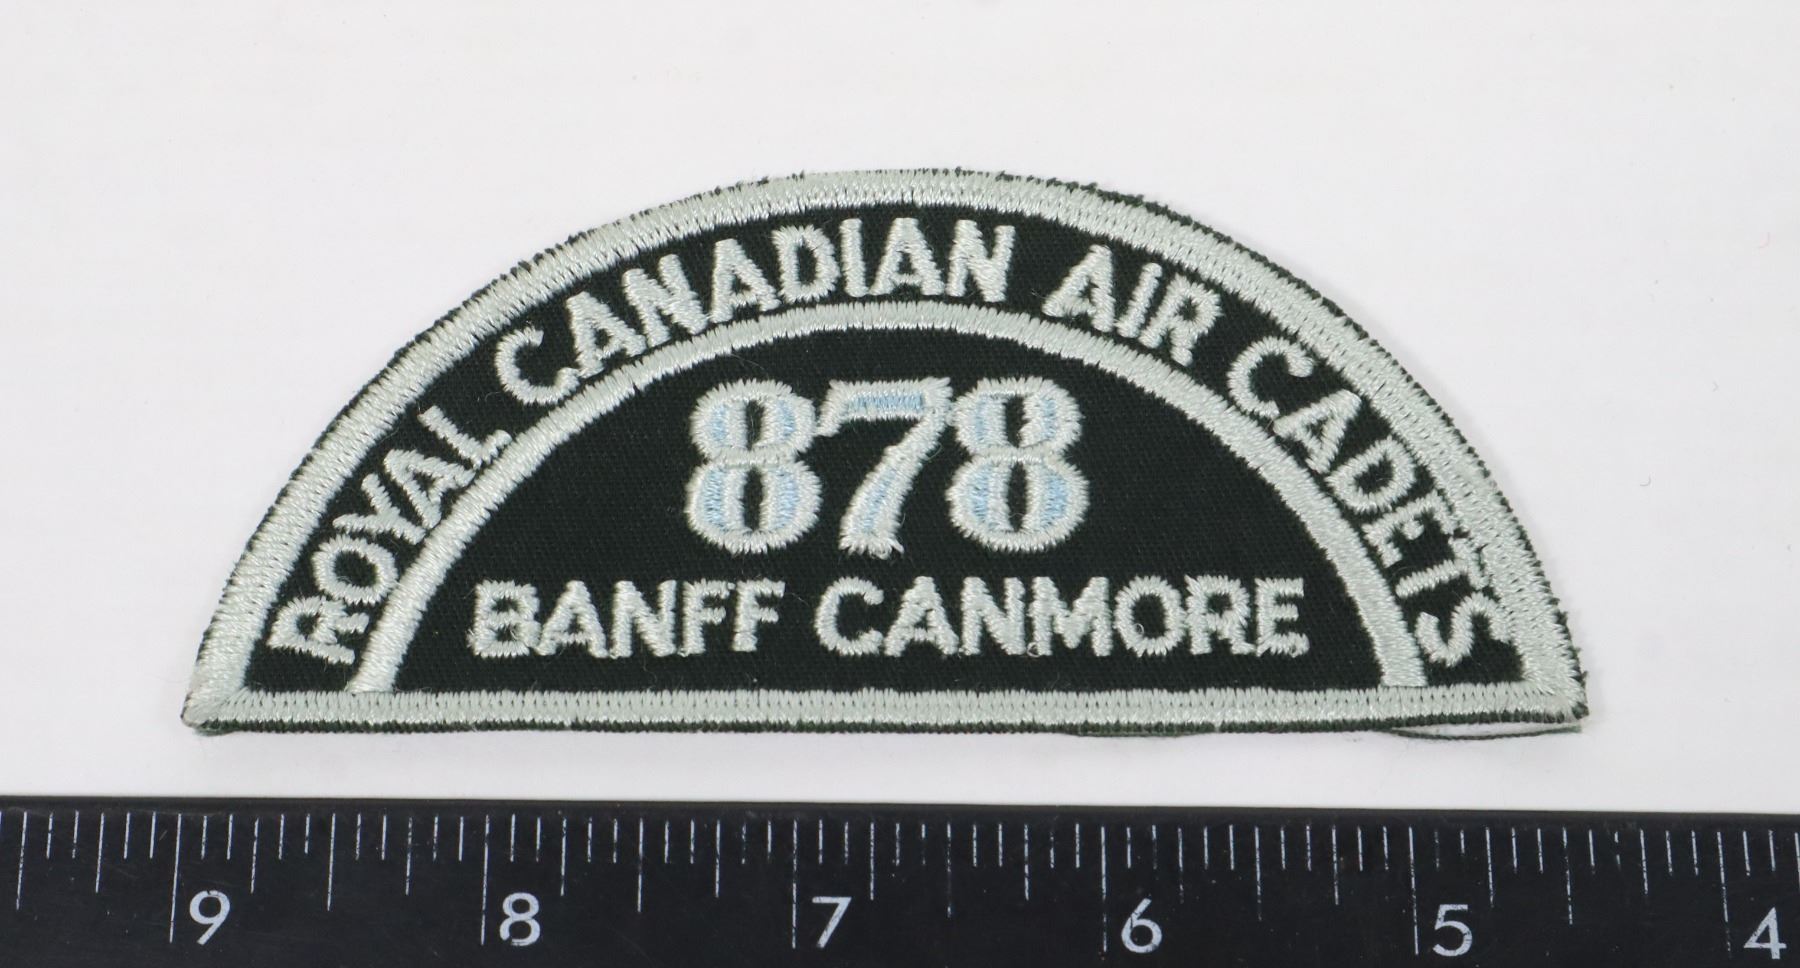 ROYAL CANADIAN AIR CADETS
878
BANFF CANMORE
9 8 7 6 5 4